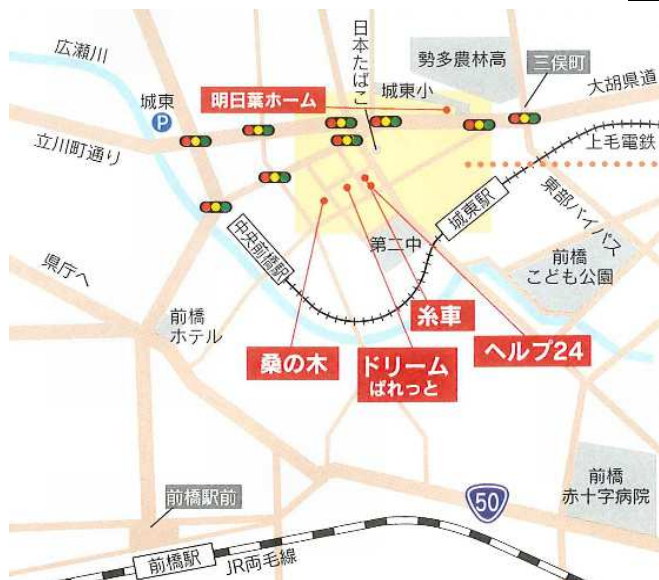 広瀬川
日本たばこ
勢多農林高
三俣町
城東
P
明日葉ホーム
城東小
大胡県道
立川町通り
上毛電鉄
東部バイパス
城東駅
中央前橋駅
第二中
前橋
こども公園
県庁へ
前橋
ホテル
糸車
桑の木
ドリーム
ぱれっと
ヘルプ24
50
前橋
赤十字病院
前橋駅前
前橋駅
JR両毛線